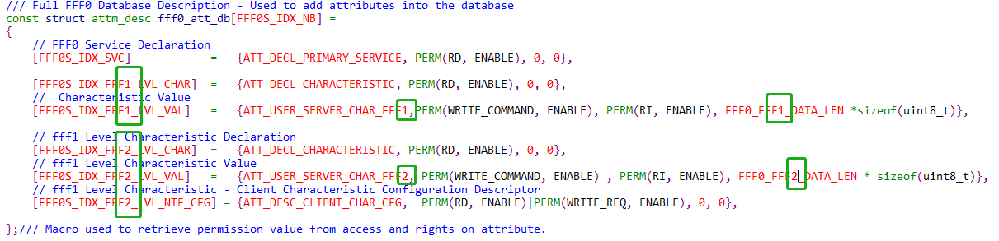 /// Full FFF0 Database Description - Used to add attributes into the database
const struct attm_desc fff0_att_db[FFF0S_IDX_NB] =
{
    // FFF0 Service Declaration
    [FFF0S_IDX_SVC]            =   {ATT_DECL_PRIMARY_SERVICE, PERM(RD, ENABLE), 0, 0},

    [FFF0S_IDX_FFF1_LVL_CHAR]  =   {ATT_DECL_CHARACTERISTIC, PERM(RD, ENABLE), 0, 0},
    //  Characteristic Value
    [FFF0S_IDX_FFF1_LVL_VAL]   =   {ATT_USER_SERVER_CHAR_FFF1,PERM(WRITE_COMMAND, ENABLE), PERM(RI, ENABLE), FFF0_FFF1_DATA_LEN *sizeof(uint8_t)},

    // fff1 Level Characteristic Declaration
    [FFF0S_IDX_FFF2_LVL_CHAR]  =   {ATT_DECL_CHARACTERISTIC, PERM(RD, ENABLE), 0, 0},
    // fff1 Level Characteristic Value
    [FFF0S_IDX_FFF2_LVL_VAL]   =   {ATT_USER_SERVER_CHAR_FFF2, PERM(WRITE_COMMAND, ENABLE) , PERM(RI, ENABLE), FFF0_FFF2_DATA_LEN * sizeof(uint8_t)},
    // fff1 Level Characteristic - Client Characteristic Configuration Descriptor
    [FFF0S_IDX_FFF2_LVL_NTF_CFG] = {ATT_DESC_CLIENT_CHAR_CFG,  PERM(RD, ENABLE)|PERM(WRITE_REQ, ENABLE), 0, 0},

};/// Macro used to retrieve permission value from access and rights on attribute.